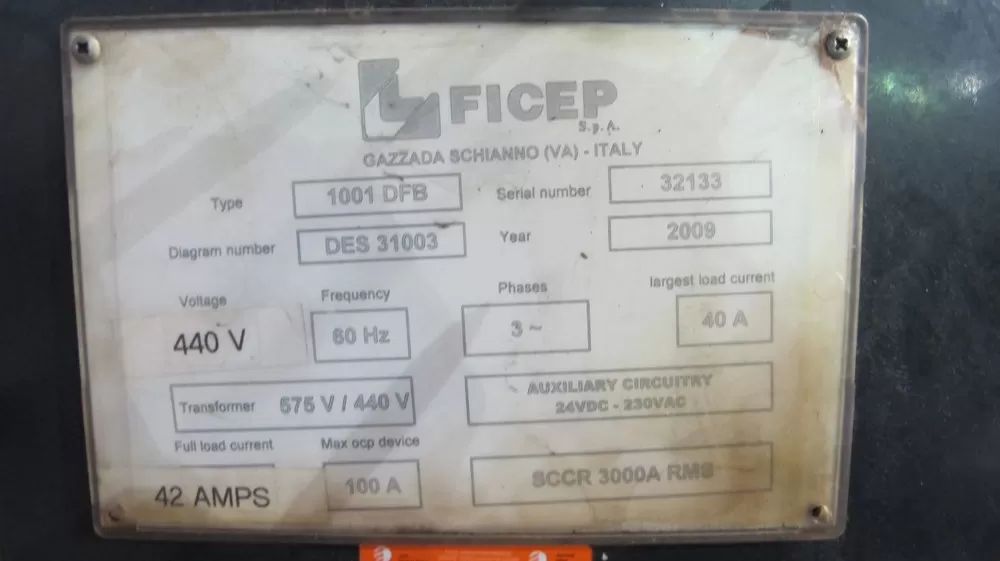 FICEP
S.p.A.
GAZZADA SCHIANNO (VA) - ITALY
Type 1001 DFB Serial number 32133
Diagram number DES 31003 Year 2009
Voltage Frequency Phases largest load current
440 V 60 Hz 3 ~ 40 A
Transformer 575 V / 440 V
AUXILIARY CIRCUITRY
24VDC - 230VAC
Full load current Max ocp device
42 AMPS 100 A SCCR 3000A RMS